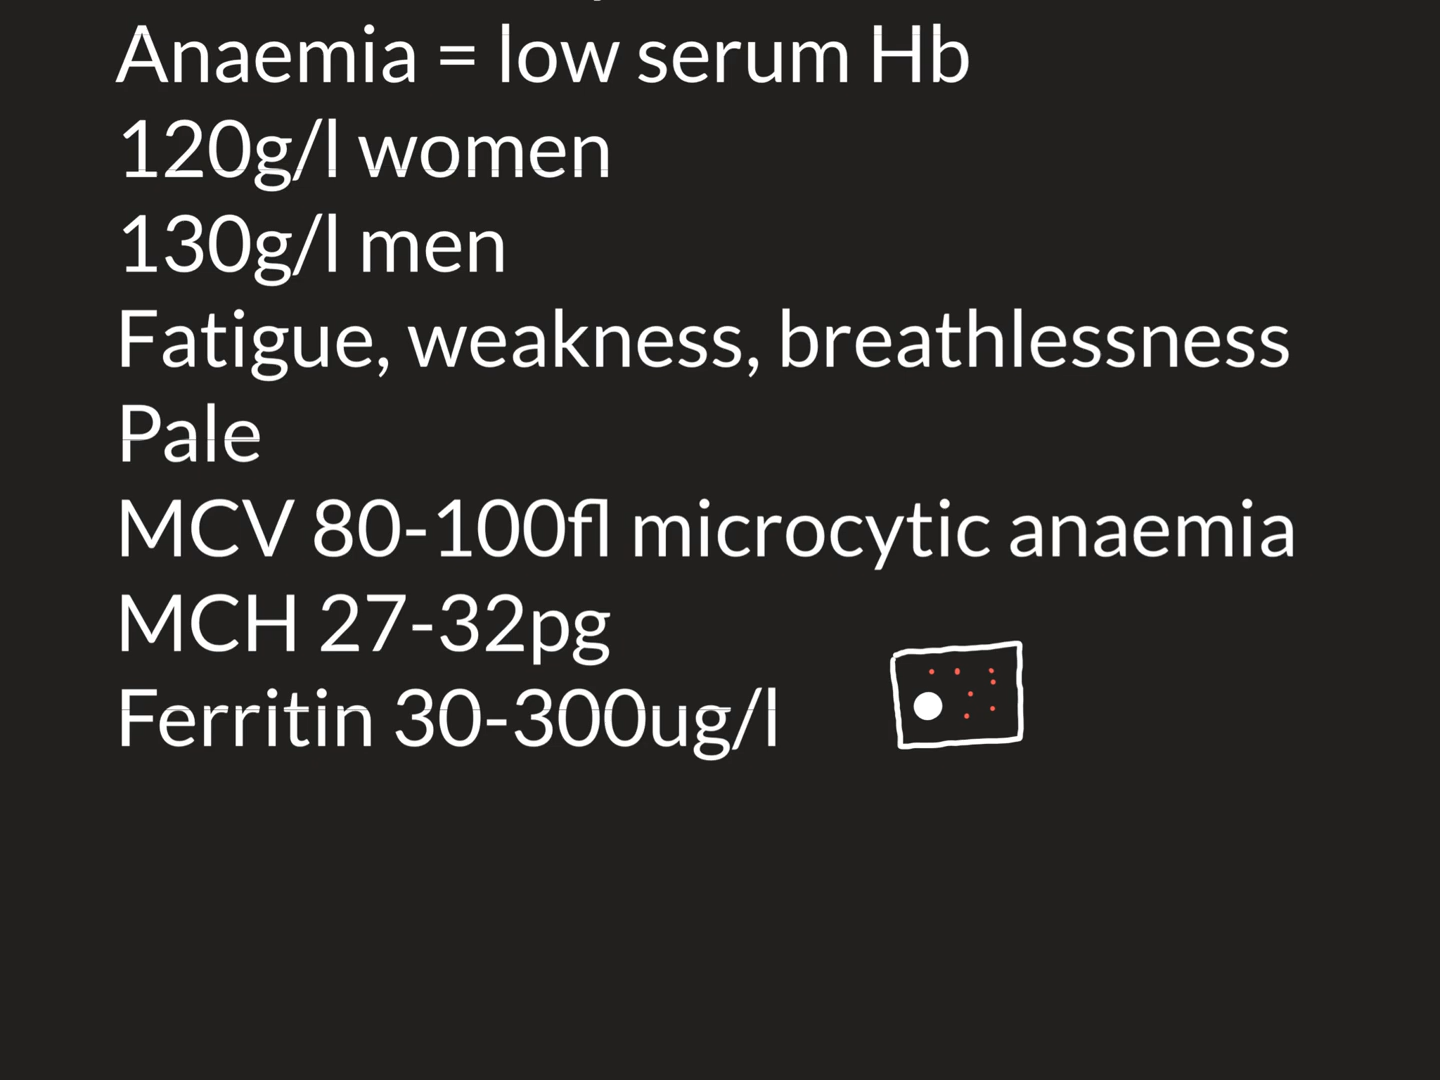 Anaemia = low serum Hb
120g/l women
130g/l men
Fatigue, weakness, breathlessness
Pale
MCV 80-100fl microcytic anaemia
MCH 27-32pg
Ferritin 30-300ug/l